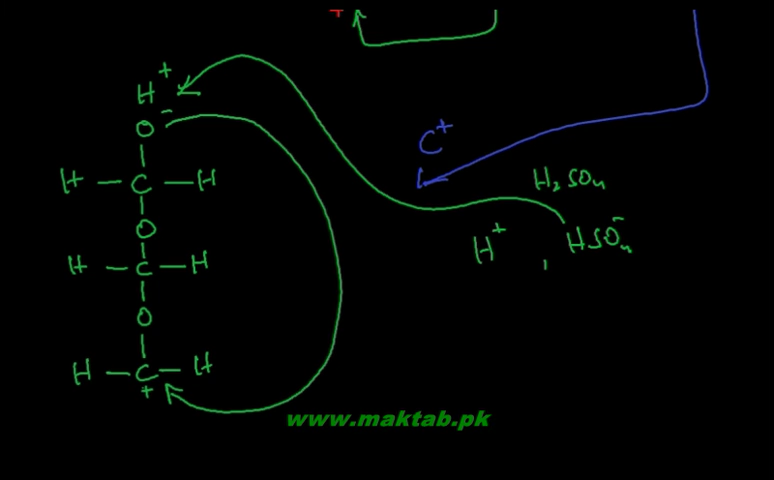 H+
O-
H - C - H
O
H - C - H
O
H - C - H
+
C+
H₂SO₄
H+ , HSO₄-
www.maktab.pk